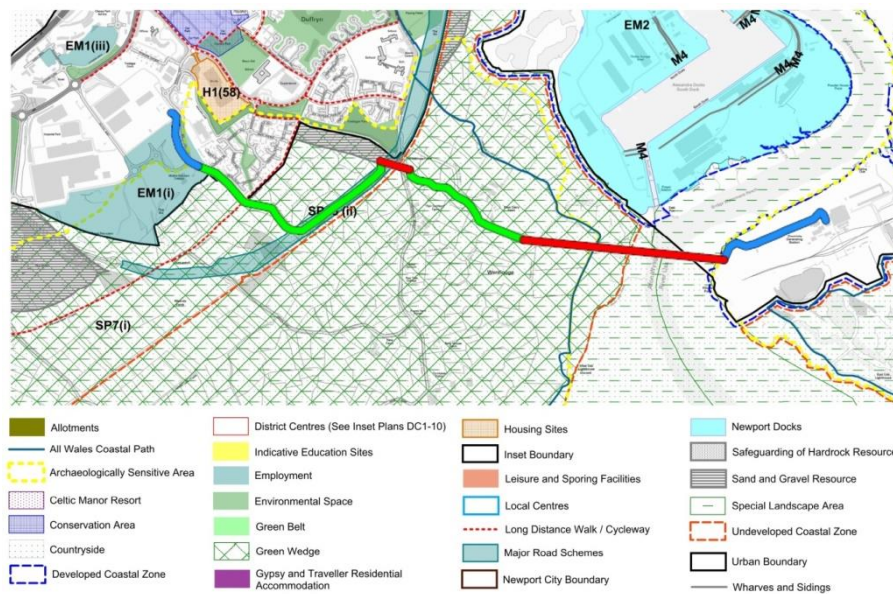 EM1(iii)
Duffryn
H1(58)
EM2
M4
M4
M4
M4
EM1(i)
SP7(i)
Allotments
All Wales Coastal Path
Archaeologically Sensitive Area
Celtic Manor Resort
Conservation Area
Countryside
Developed Coastal Zone
District Centres (See Inset Plans DC1-10)
Indicative Education Sites
Employment
Environmental Space
Green Belt
Green Wedge
Gypsy and Traveller Residential
Accommodation
Housing Sites
Inset Boundary
Leisure and Sporing Facilities
Local Centres
Long Distance Walk / Cycleway
Major Road Schemes
Newport City Boundary
Newport Docks
Safeguarding of Hardrock Resource
Sand and Gravel Resource
Special Landscape Area
Undeveloped Coastal Zone
Urban Boundary
Wharves and Sidings